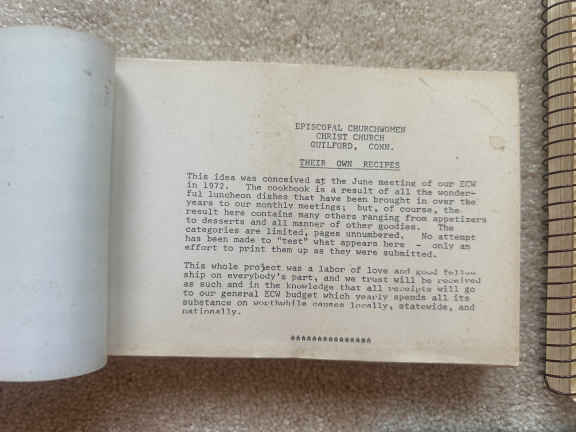 EPISCOPAL CHURCHWOMEN
CHRIST CHURCH
GUILFORD, CONN.
THEIR OWN RECIPES
This idea was conceived at the June meeting of our ECW
in 1972. The cookbook is a result of all the wonder-
ful luncheon dishes that have been brought in over the
years to our monthly meetings; but, of course, the
result here contains many others ranging from appetizers
to desserts and all manner of other goodies. The
categories are limited, pages unnumbered. No attempt
has been made to "test" what appears here - only an
effort to print them up as they were submitted.
This whole project was a labor of love and good fellow
ship on everybody's part, and we trust will be received
as such and in the knowledge that all receipts will go
to our general ECW budget which yearly spends all its
substance on worthwhile causes locally, statewide, and
nationally.
***************